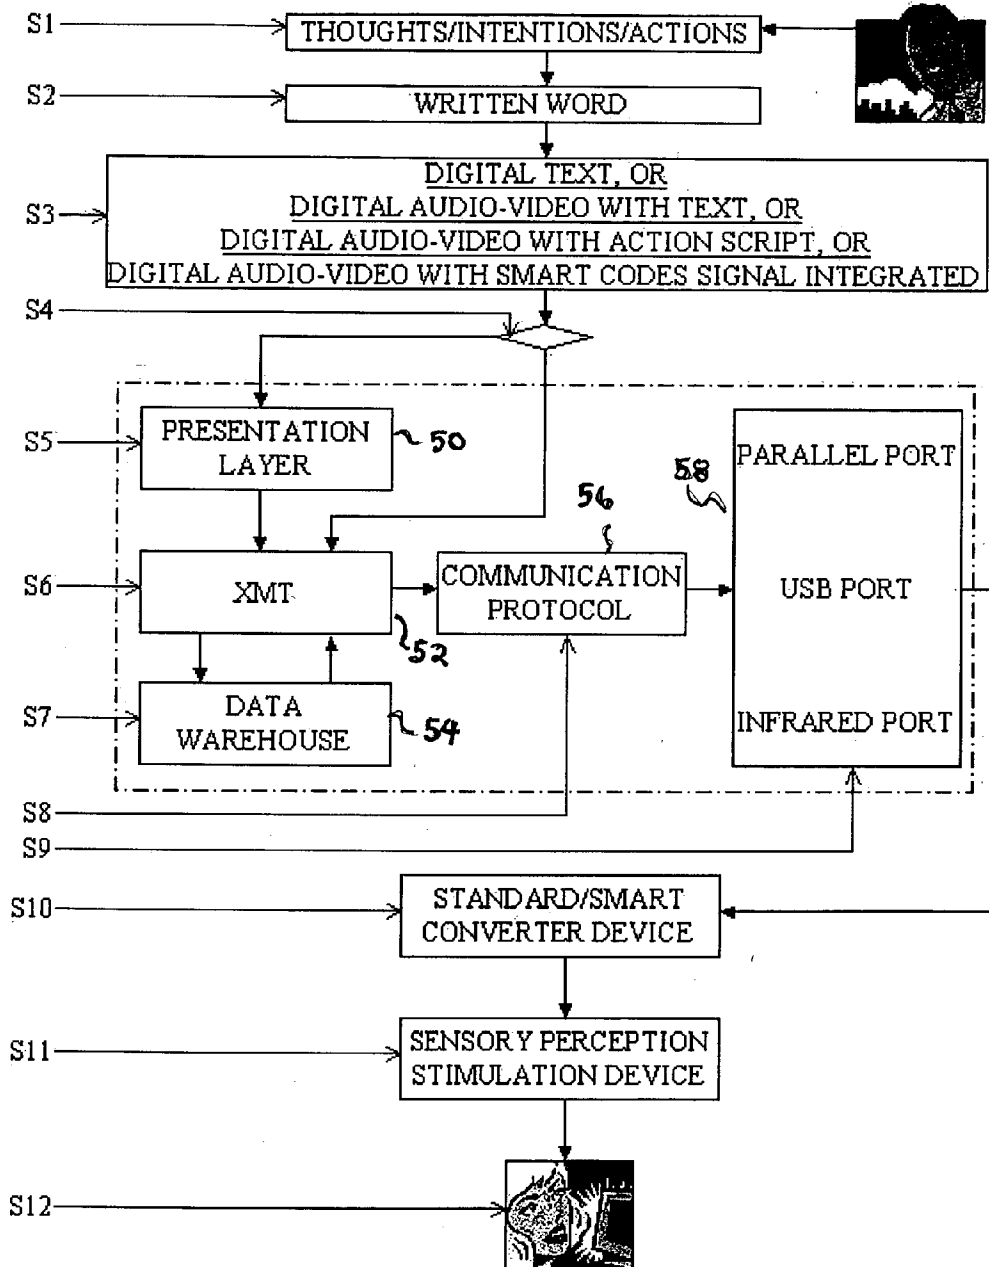 S1
THOUGHTS/INTENTIONS/ACTIONS
S2
WRITTEN WORD
S3
DIGITAL TEXT, OR
DIGITAL AUDIO-VIDEO WITH TEXT, OR
DIGITAL AUDIO-VIDEO WITH ACTION SCRIPT, OR
DIGITAL AUDIO-VIDEO WITH SMART CODES SIGNAL INTEGRATED
S4
S5
PRESENTATION
LAYER
50
58
PARALLEL PORT
56
S6
XMT
52
COMMUNICATION
PROTOCOL
USB PORT
S7
DATA
WAREHOUSE
54
INFRARED PORT
S8
S9
S10
STANDARD/SMART
CONVERTER DEVICE
S11
SENSORY PERCEPTION
STIMULATION DEVICE
S12